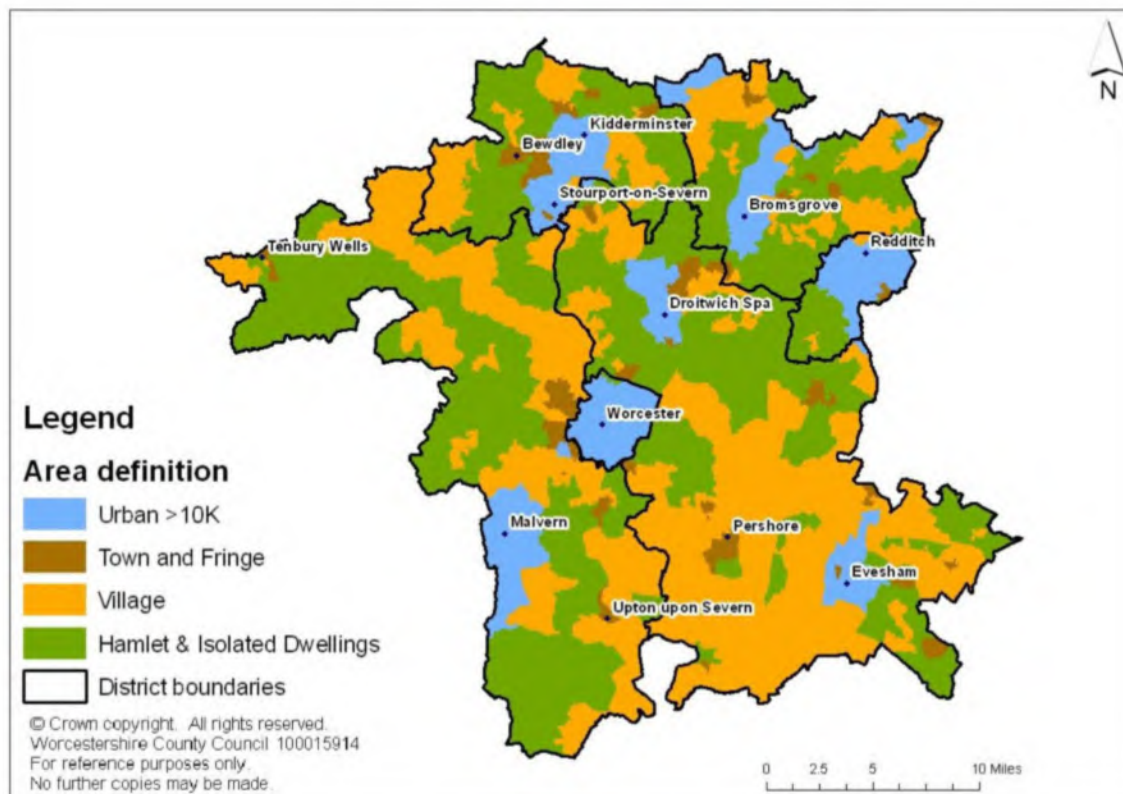 N
Kidderminster
Bewdley
Stourport-on-Severn
Bromsgrove
Redditch
Tenbury Wells
Droitwich Spa
Worcester
Malvern
Pershore
Evesham
Upton upon Severn
Legend
Area definition
Urban >10K
Town and Fringe
Village
Hamlet & Isolated Dwellings
District boundaries
© Crown copyright. All rights reserved.
Worcestershire County Council 100015914
For reference purposes only.
No further copies may be made.
0 2.5 5 10 Miles